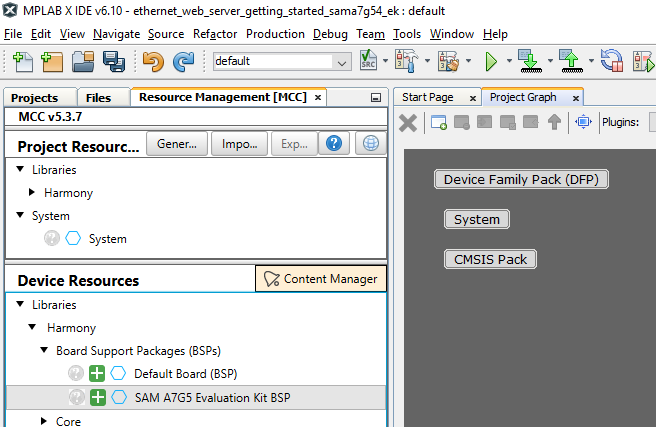 MPLAB X IDE v6.10 - ethernet_web_server_getting_started_sama7g54_ek : default
File Edit View Navigate Source Refactor Production Debug Team Tools Window Help
default
SRC
Projects Files Resource Management [MCC] × Start Page × Project Graph ×
MCC v5.3.7
Project Resourc... Gener... Impo... Exp... ?
Plugins:
Libraries
Harmony
System
? System
Device Family Pack (DFP)
System
CMSIS Pack
Device Resources Content Manager
Libraries
Harmony
Board Support Packages (BSPs)
? Default Board (BSP)
? SAM A7G5 Evaluation Kit BSP
Core